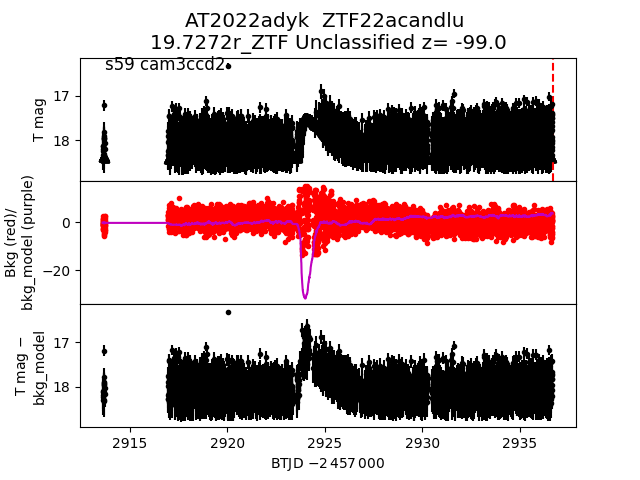 AT2022adyk  ZTF22acandlu
19.7272r_ZTF Unclassified z= -99.0
s59 cam3ccd2
T mag
17
18
Bkg (red)/
bkg_model (purple)
0
−20
T mag −
bkg_model
17
18
2915 2920 2925 2930 2935
BTJD −2 457 000